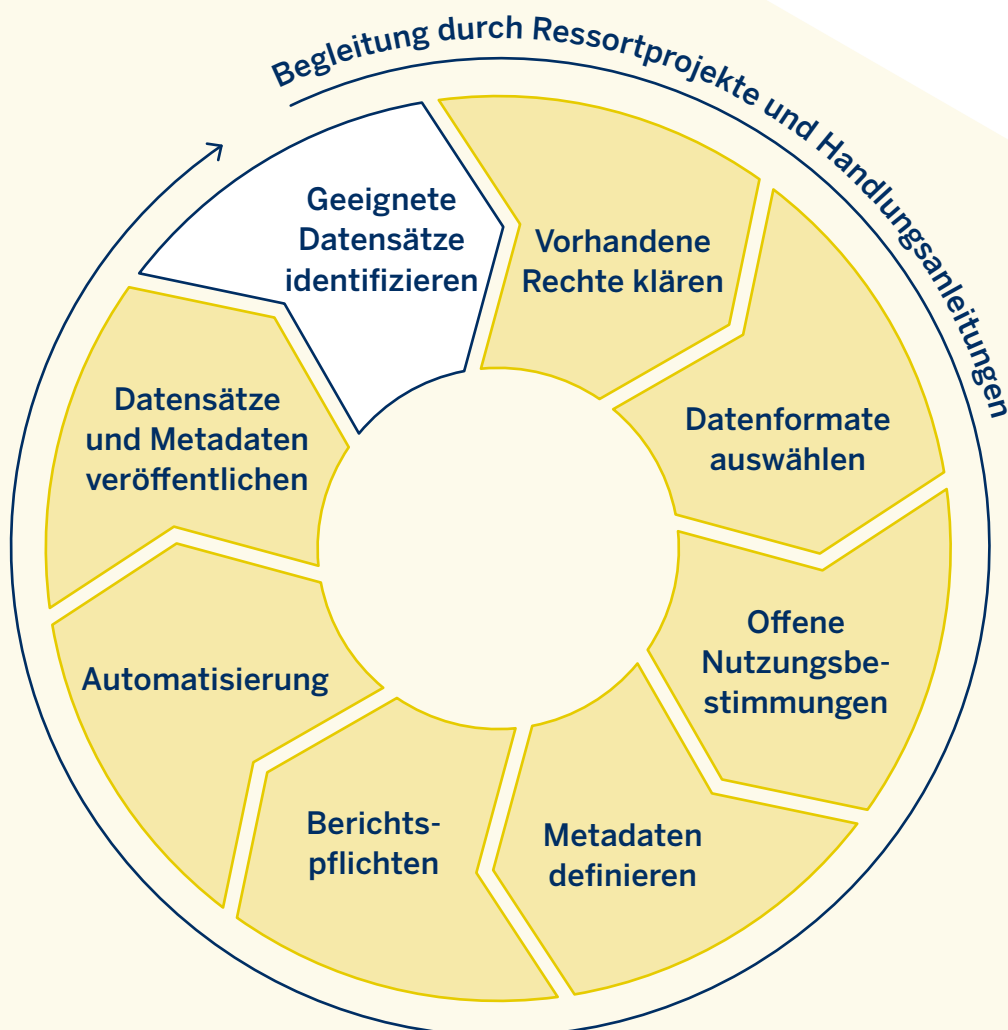 Begleitung durch Ressortprojekte und Handlungsanleitungen
Geeignete
Datensätze
identifizieren
Vorhandene
Rechte klären
Datenformate
auswählen
Offene
Nutzungsbe-
stimmungen
Metadaten
definieren
Berichts-
pflichten
Automatisierung
Datensätze
und Metadaten
veröffentlichen